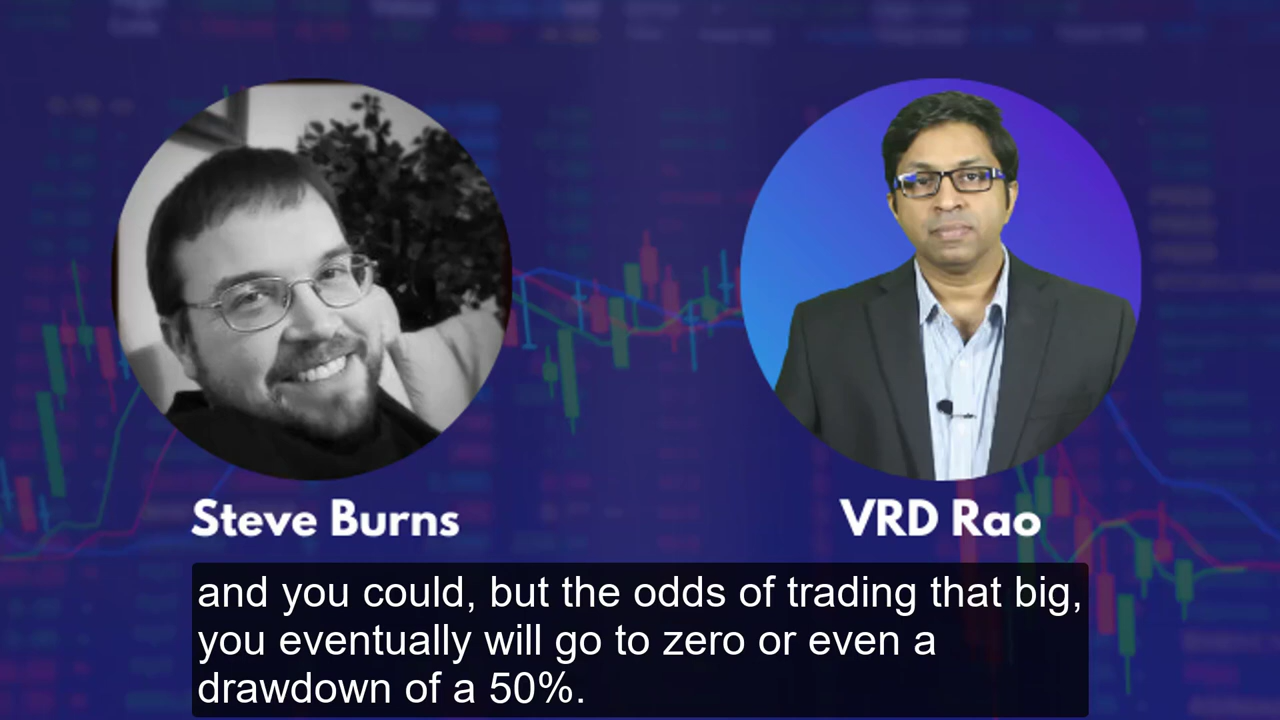 Steve Burns
VRD Rao
and you could, but the odds of trading that big,
you eventually will go to zero or even a
drawdown of a 50%.